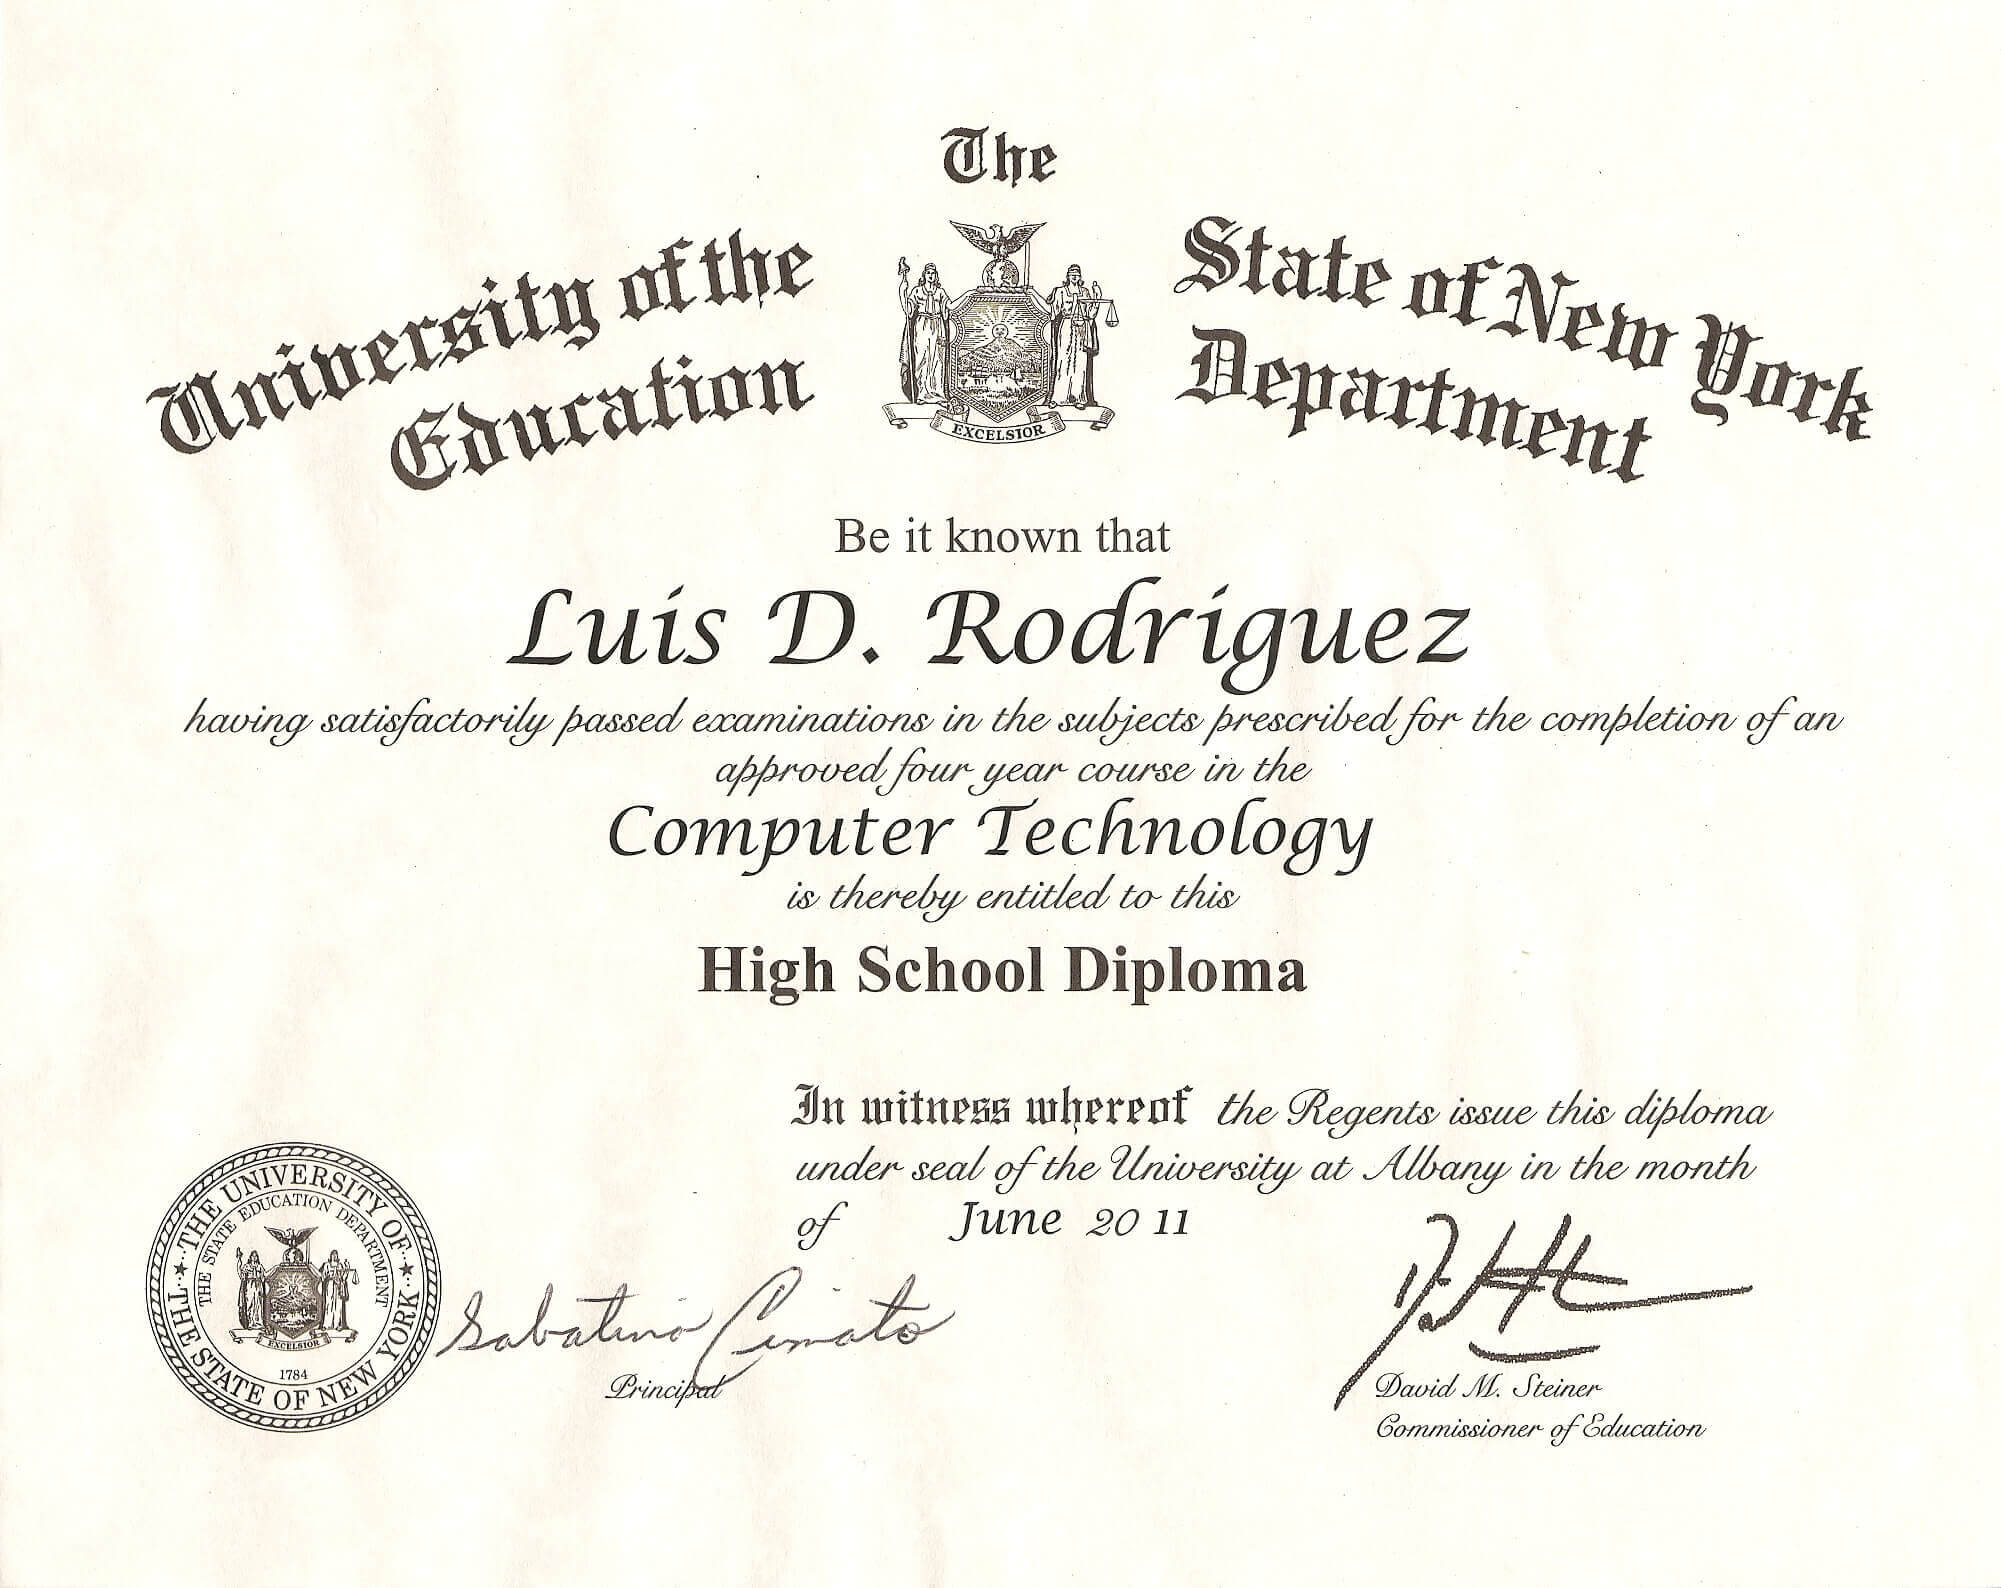 The
University of the State of New York
Education Department
EXCELSIOR
Be it known that
Luis D. Rodriguez
having satisfactorily passed examinations in the subjects prescribed for the completion of an
approved four year course in the
Computer Technology
is thereby entitled to this
High School Diploma
In witness whereof the Regents issue this diploma
under seal of the University at Albany in the month
of June 2011
THE UNIVERSITY OF THE STATE OF NEW YORK
THE STATE EDUCATION DEPARTMENT
EXCELSIOR
1784
Sabatino Cimato
Principal
David M. Steiner
Commissioner of Education